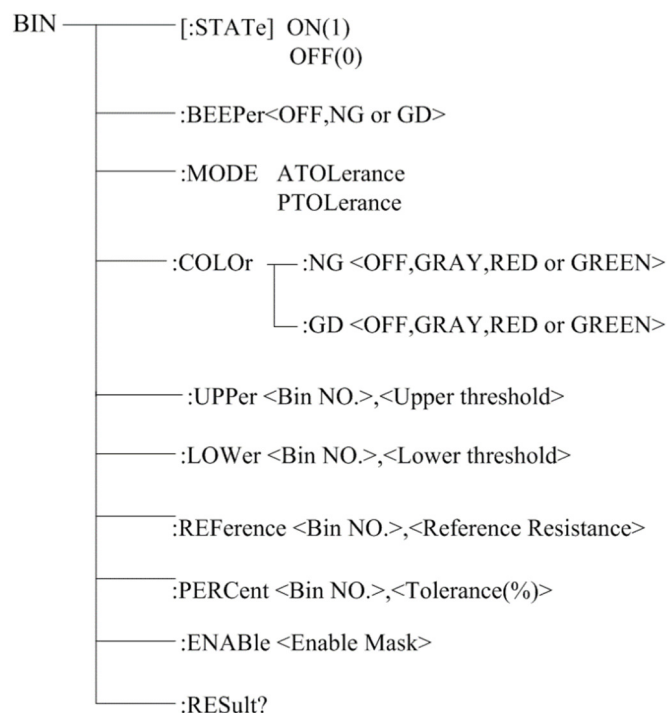 BIN [:STATe] ON(1)
OFF(0)
:BEEPer<OFF,NG or GD>
:MODE ATOLerance
PTOLerance
:COLOr :NG <OFF,GRAY,RED or GREEN>
:GD <OFF,GRAY,RED or GREEN>
:UPPer <Bin NO.>,<Upper threshold>
:LOWer <Bin NO.>,<Lower threshold>
:REFerence <Bin NO.>,<Reference Resistance>
:PERCent <Bin NO.>,<Tolerance(%)>
:ENABle <Enable Mask>
:RESult?